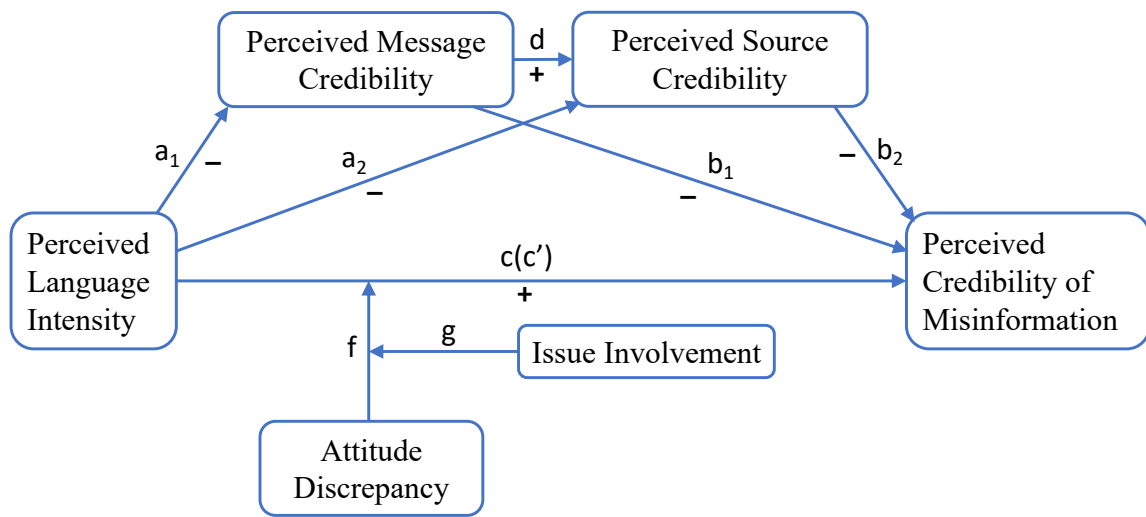 Perceived Message
Credibility
d
+
Perceived Source
Credibility
a₁
–
a₂
–
b₁
–
– b₂
Perceived
Language
Intensity
c(c’)
+
Perceived
Credibility of
Misinformation
f
g
Issue Involvement
Attitude
Discrepancy